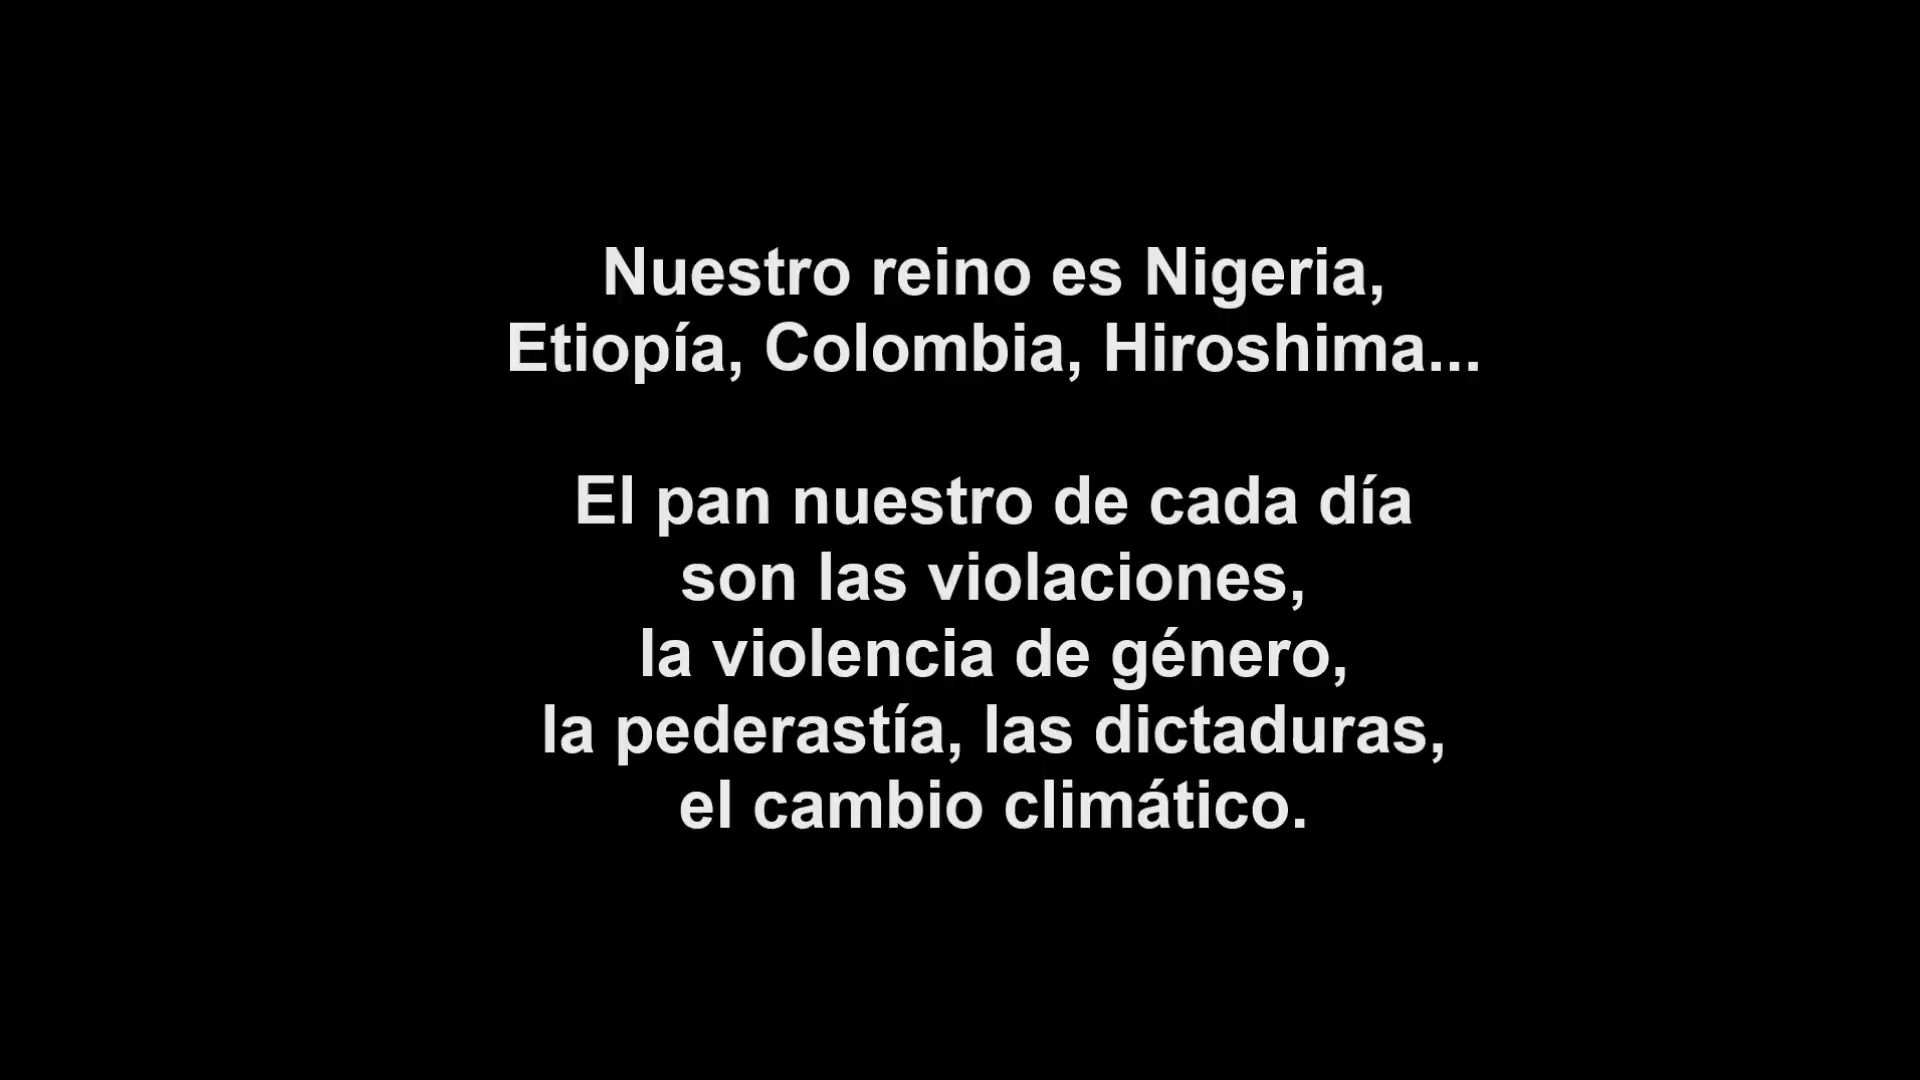 Nuestro reino es Nigeria,
Etiopía, Colombia, Hiroshima...
El pan nuestro de cada día
son las violaciones,
la violencia de género,
la pederastía, las dictaduras,
el cambio climático.